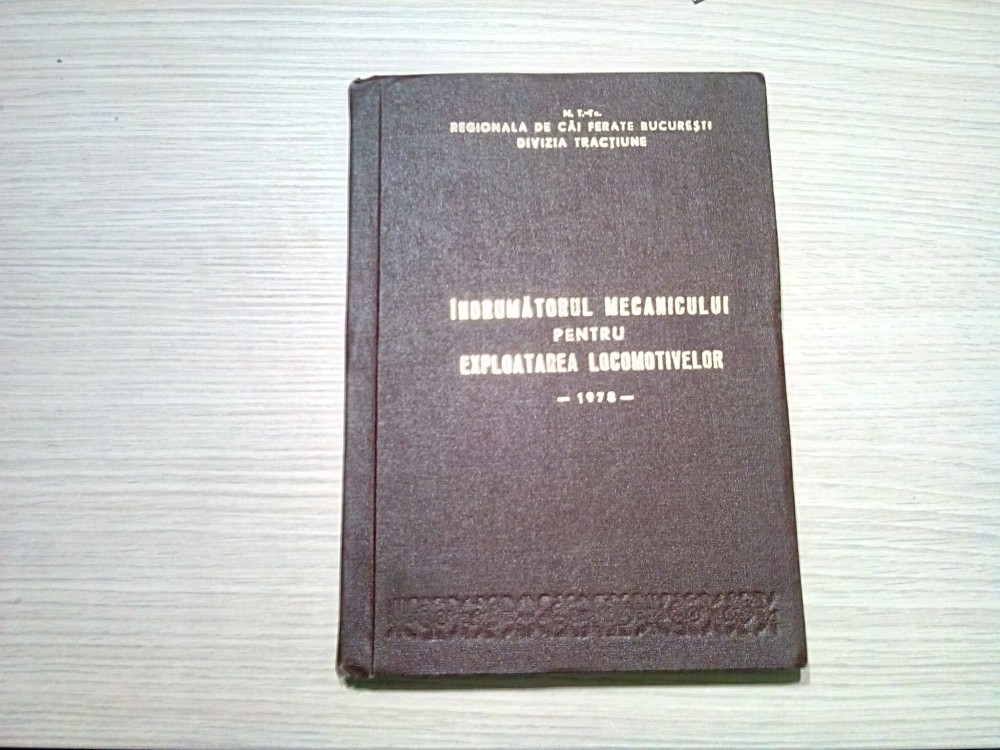 M. T.-Tc.
REGIONALA DE CĂI FERATE BUCUREȘTI
DIVIZIA TRACȚIUNE
ÎNDRUMĂTORUL MECANICULUI
PENTRU
EXPLOATAREA LOCOMOTIVELOR
— 1978 —